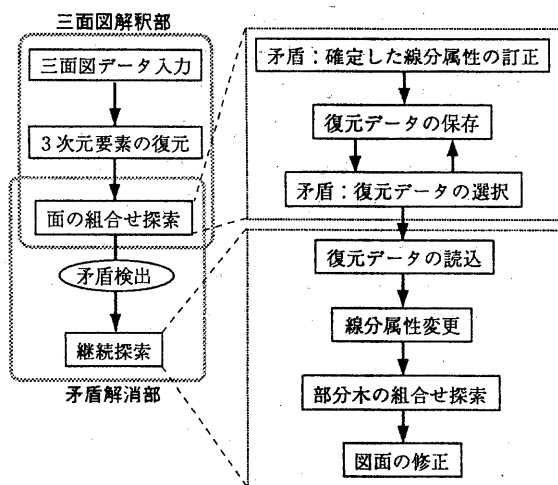 三面図解釈部
三面図データ入力
3次元要素の復元
面の組合せ探索
矛盾検出
継続探索
矛盾解消部
矛盾：確定した線分属性の訂正
復元データの保存
矛盾：復元データの選択
復元データの読込
線分属性変更
部分木の組合せ探索
図面の修正